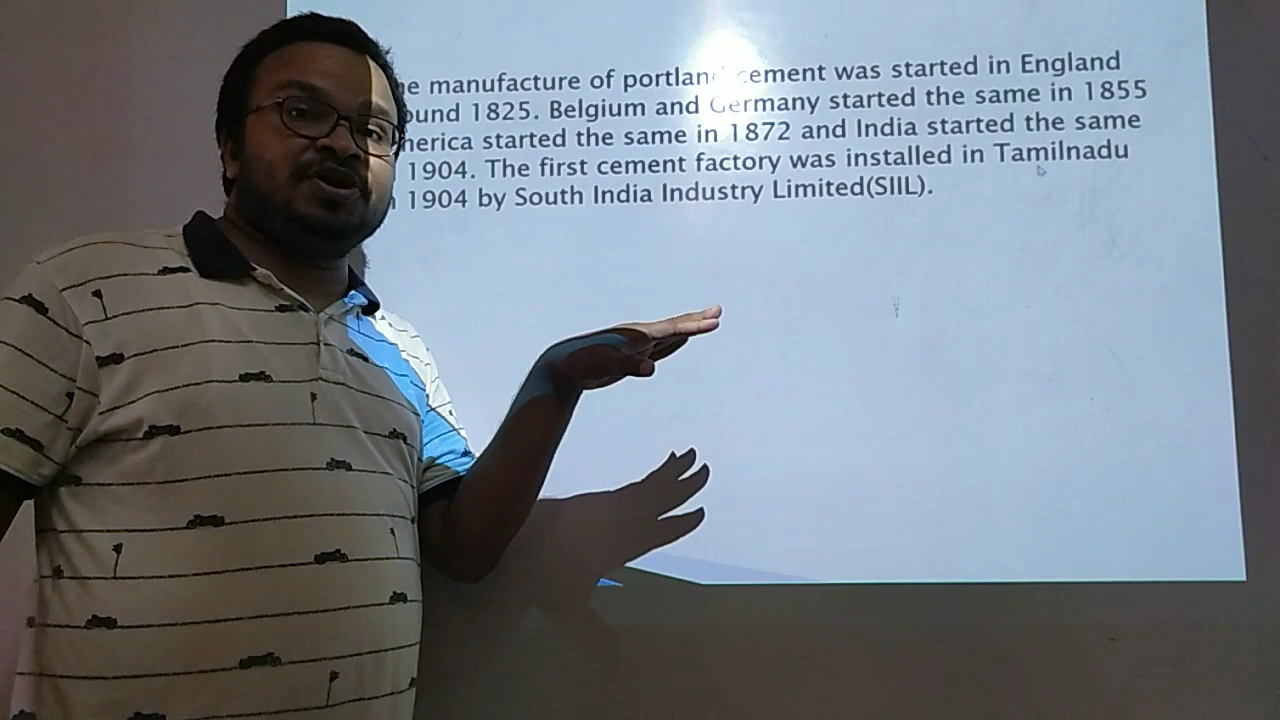 manufacture of portland cement was started in England
1825. Belgium and Germany started the same in 1855
started the same in 1872 and India started the same
1904. The first cement factory was installed in Tamilnadu
1904 by South India Industry Limited(SIIL).